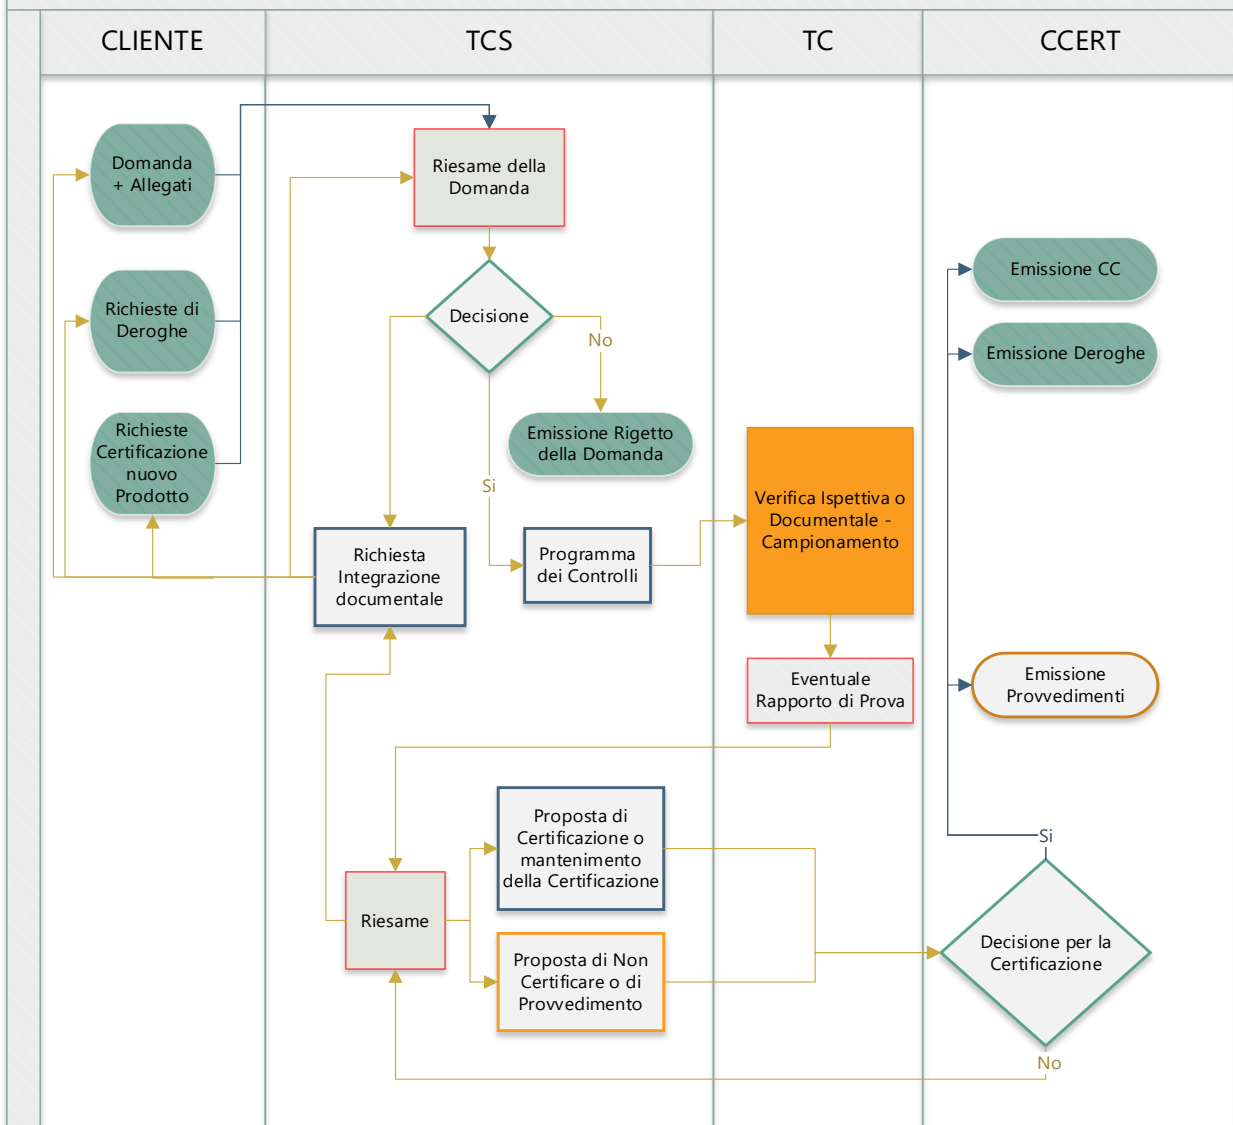 CLIENTE
TCS
TC
CCERT
Domanda
+ Allegati
Richieste di
Deroghe
Richieste
Certificazione
nuovo
Prodotto
Riesame della
Domanda
Decisione
No
Emissione Rigetto
della Domanda
Si
Richiesta
Integrazione
documentale
Programma
dei Controlli
Verifica Ispettiva o
Documentale -
Campionamento
Eventuale
Rapporto di Prova
Emissione CC
Emissione Deroghe
Emissione
Provvedimenti
Riesame
Proposta di
Certificazione o
mantenimento
della Certificazione
Proposta di Non
Certificare o di
Provvedimento
Si
Decisione per la
Certificazione
No